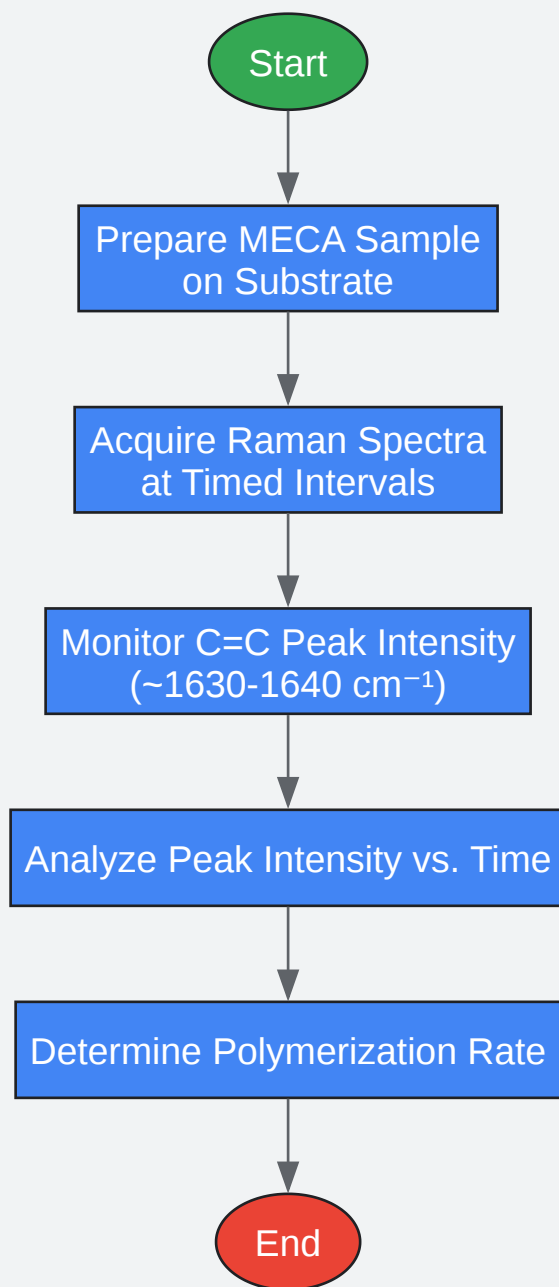 Start
Prepare MECA Sample
on Substrate
Acquire Raman Spectra
at Timed Intervals
Monitor C=C Peak Intensity
(~1630-1640 cm⁻¹)
Analyze Peak Intensity vs. Time
Determine Polymerization Rate
End